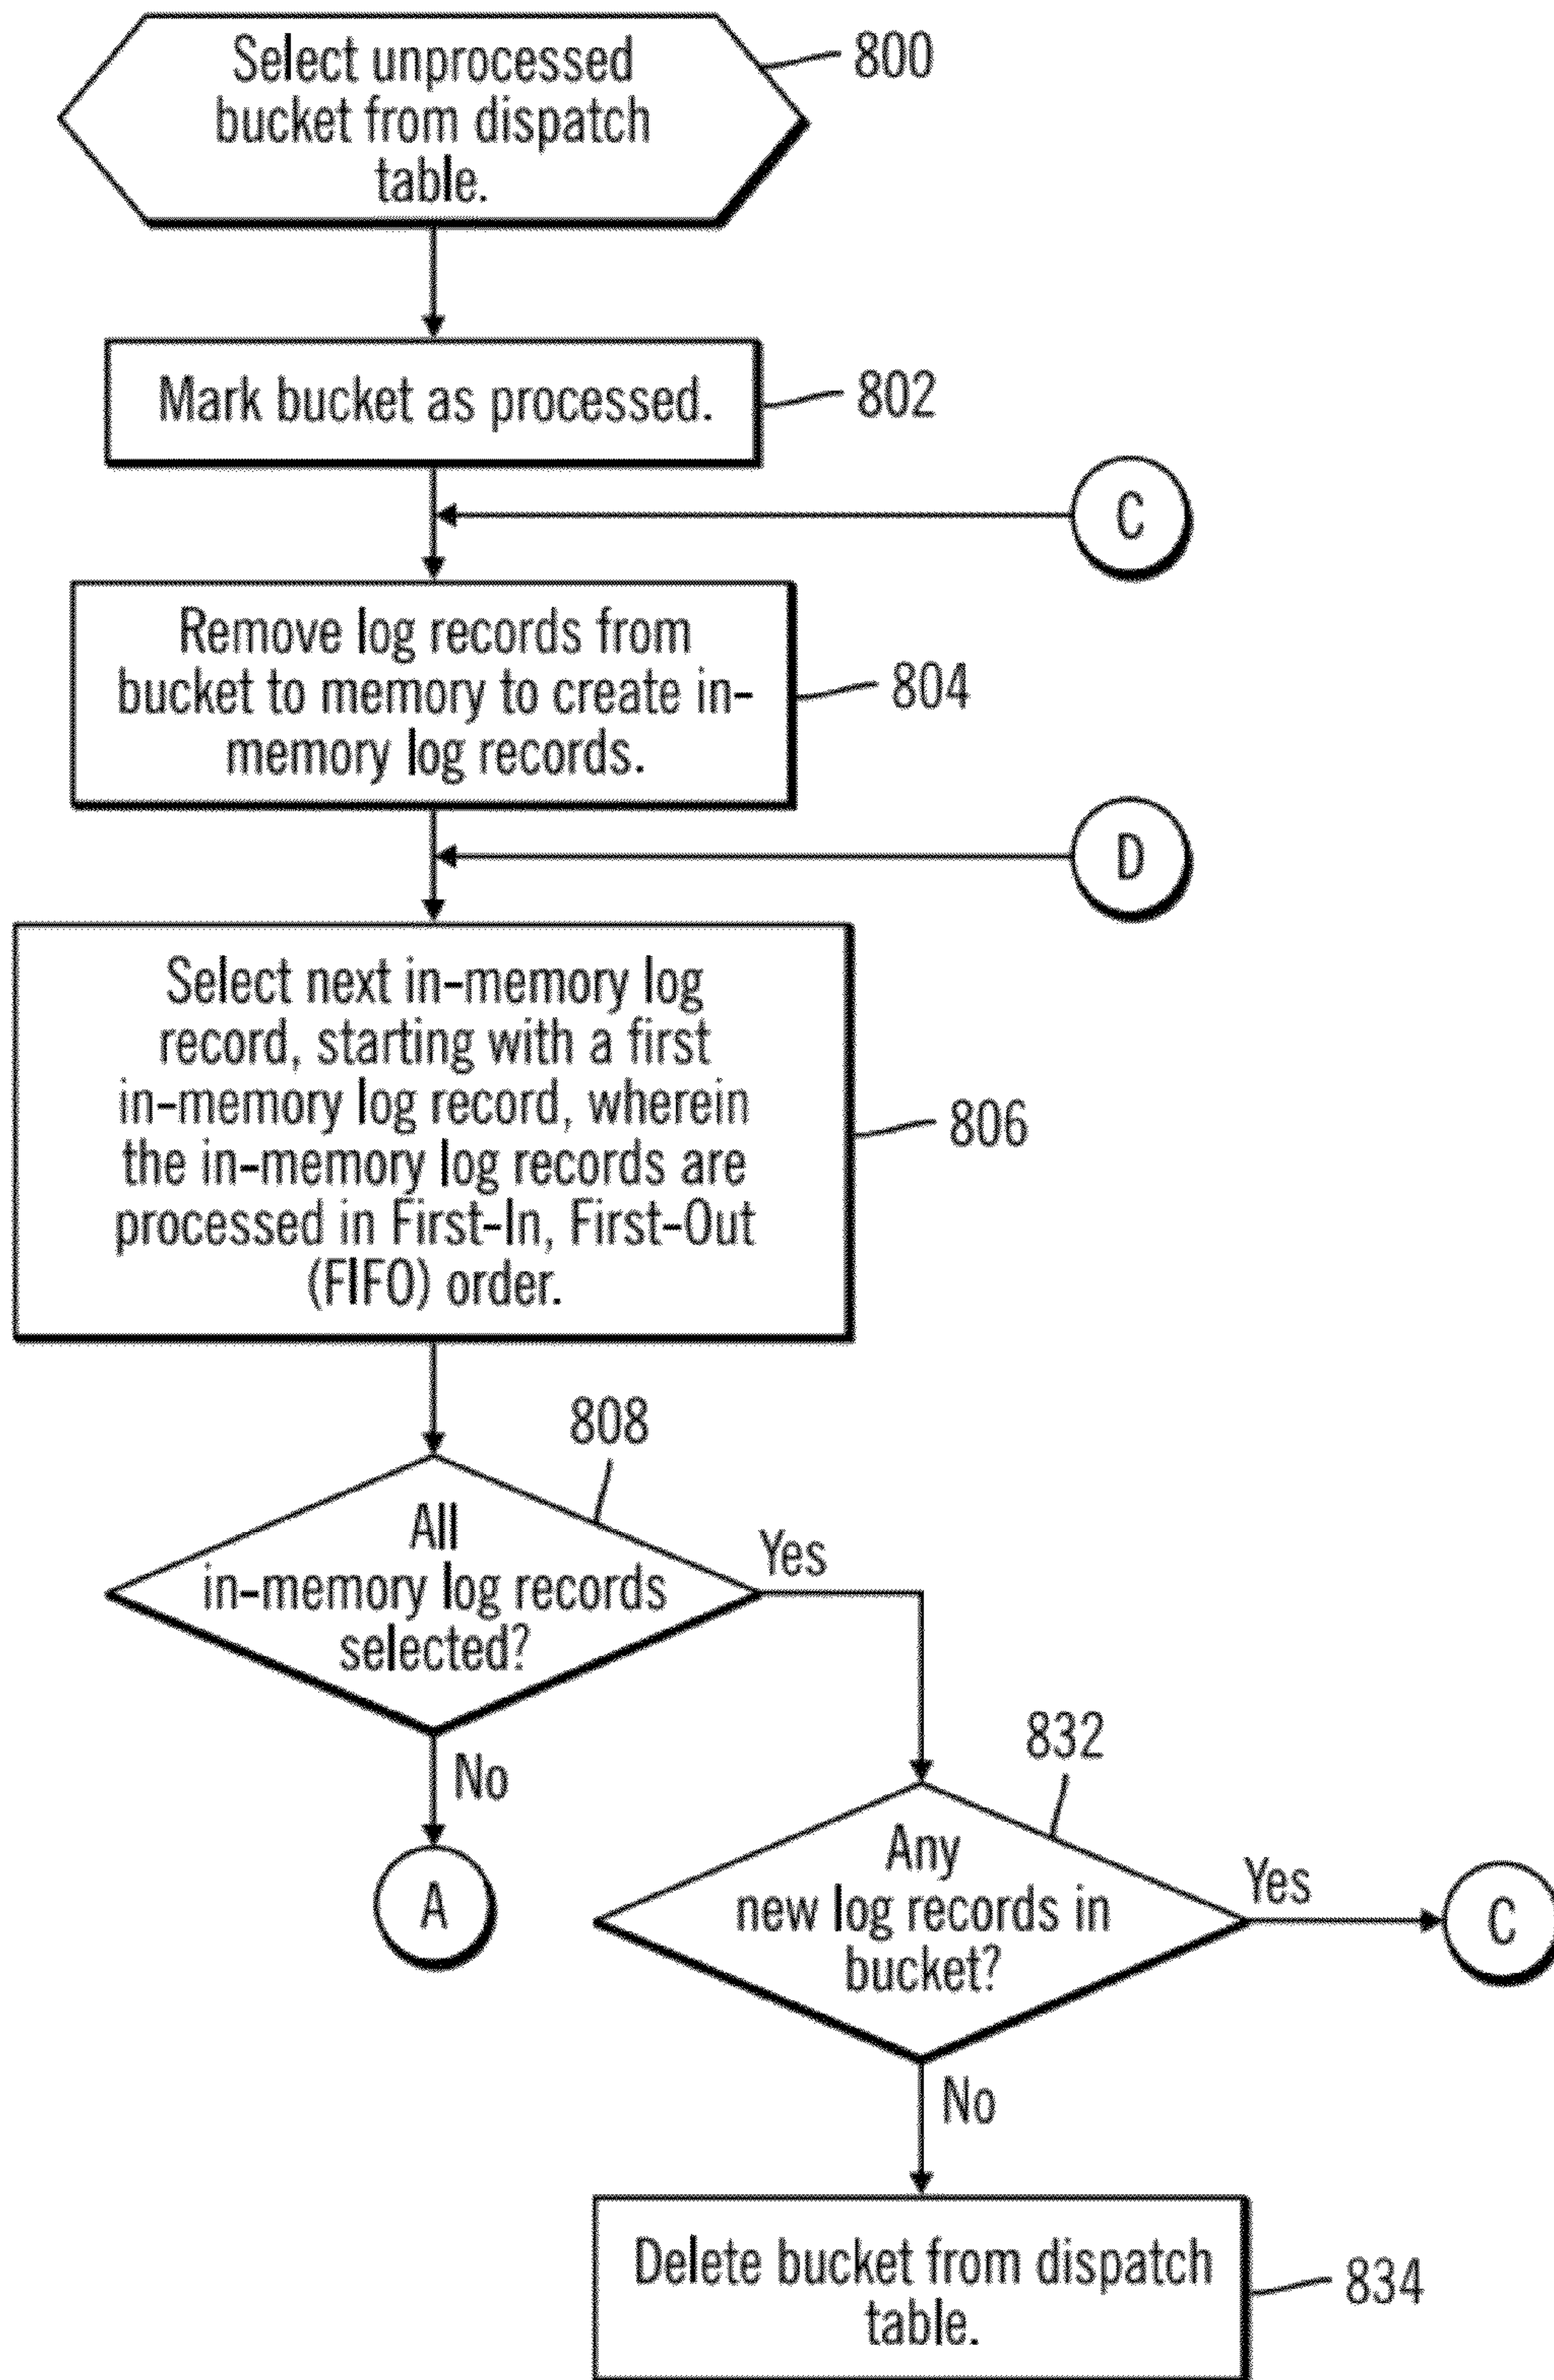 Select unprocessed
bucket from dispatch
table.
800
Mark bucket as processed.
802
C
Remove log records from
bucket to memory to create in-
memory log records.
804
D
Select next in-memory log
record, starting with a first
in-memory log record, wherein
the in-memory log records are
processed in First-In, First-Out
(FIFO) order.
806
808
All
in-memory log records
selected?
Yes
No
A
832
Any
new log records in
bucket?
Yes
C
No
Delete bucket from dispatch
table.
834